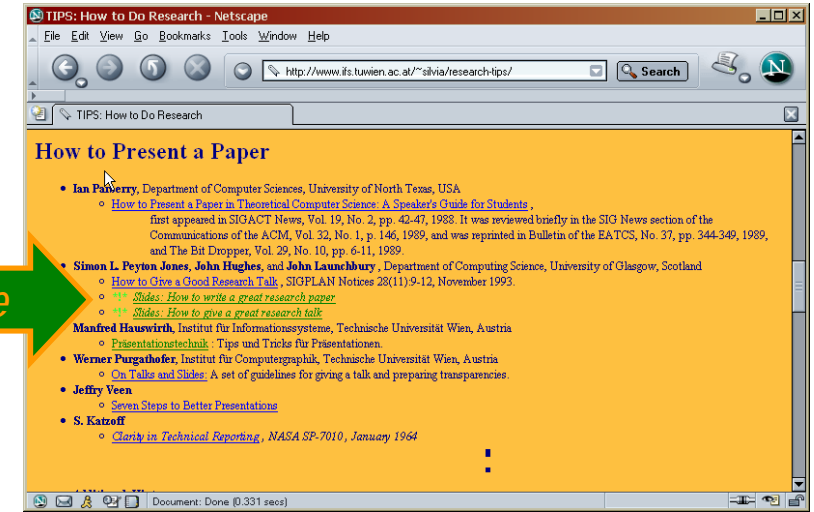 TIPS: How to Do Research - Netscape
File Edit View Go Bookmarks Tools Window Help
http://www.ifs.tuwien.ac.at/~silvia/research-tips/
Search
N
TIPS: How to Do Research
How to Present a Paper
Ian Parberry, Department of Computer Sciences, University of North Texas, USA
How to Present a Paper in Theoretical Computer Science: A Speaker's Guide for Students ,
first appeared in SIGACT News, Vol. 19, No. 2, pp. 42-47, 1988. It was reviewed briefly in the SIG News section of the
Communications of the ACM, Vol. 32, No. 1, p. 146, 1989, and was reprinted in Bulletin of the EATCS, No. 37, pp. 344-349, 1989,
and The Bit Dropper, Vol. 29, No. 10, pp. 6-11, 1989.
Simon L. Peyton Jones, John Hughes, and John Launchbury , Department of Computing Science, University of Glasgow, Scotland
How to Give a Good Research Talk , SIGPLAN Notices 28(11):9-12, November 1993.
*** Slides: How to write a great research paper
*** Slides: How to give a great research talk
Manfred Hauswirth, Institut für Informationssysteme, Technische Universität Wien, Austria
Präsentationstechnik : Tips und Tricks für Präsentationen.
Werner Purgathofer, Institut für Computergraphik, Technische Universität Wien, Austria
On Talks and Slides: A set of guidelines for giving a talk and preparing transparencies.
Jeffry Veen
Seven Steps to Better Presentations
S. Katzoff
Clarity in Technical Reporting , NASA SP-7010, January 1964
Document: Done (0.331 secs)